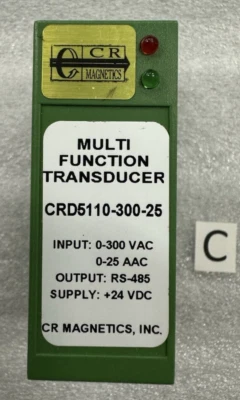 CR
MAGNETICS
MULTI
FUNCTION
TRANSDUCER
CRD5110-300-25
INPUT: 0-300 VAC
0-25 AAC
OUTPUT: RS-485
SUPPLY: +24 VDC
CR MAGNETICS, INC.
C